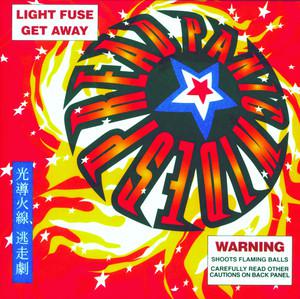 LIGHT FUSE
GET AWAY
WIDESPREAD PANIC
光導火線、逃走劇
WARNING
SHOOTS FLAMING BALLS
CAREFULLY READ OTHER
CAUTIONS ON BACK PANEL